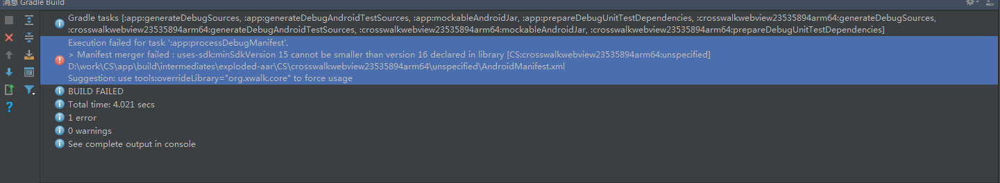 消息 Gradle Build
Gradle tasks [:app:generateDebugSources, :app:generateDebugAndroidTestSources, :app:mockableAndroidJar, :app:prepareDebugUnitTestDependencies, :crosswalkwebview23535894arm64:generateDebugSources,
:crosswalkwebview23535894arm64:generateDebugAndroidTestSources, :crosswalkwebview23535894arm64:mockableAndroidJar, :crosswalkwebview23535894arm64:prepareDebugUnitTestDependencies]
Execution failed for task ':app:processDebugManifest'.
> Manifest merger failed : uses-sdk:minSdkVersion 15 cannot be smaller than version 16 declared in library [CS:crosswalkwebview23535894arm64:unspecified]
D:\work\CS\app\build\intermediates\exploded-aar\CS\crosswalkwebview23535894arm64\unspecified\AndroidManifest.xml
Suggestion: use tools:overrideLibrary="org.xwalk.core" to force usage
BUILD FAILED
Total time: 4.021 secs
1 error
0 warnings
See complete output in console